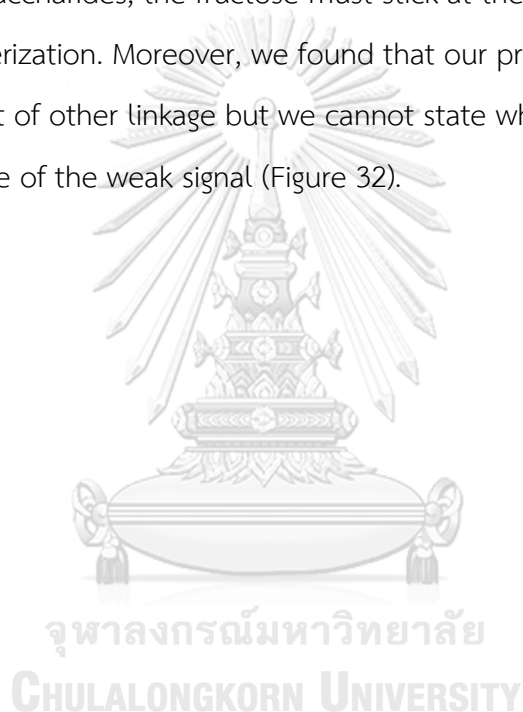 accharides, the fructose must stick at the
erization. Moreover, we found that our pr
t of other linkage but we cannot state wh
e of the weak signal (Figure 32).
จุฬาลงกรณ์มหาวิทยาลัย
CHULALONGKORN UNIVERSITY